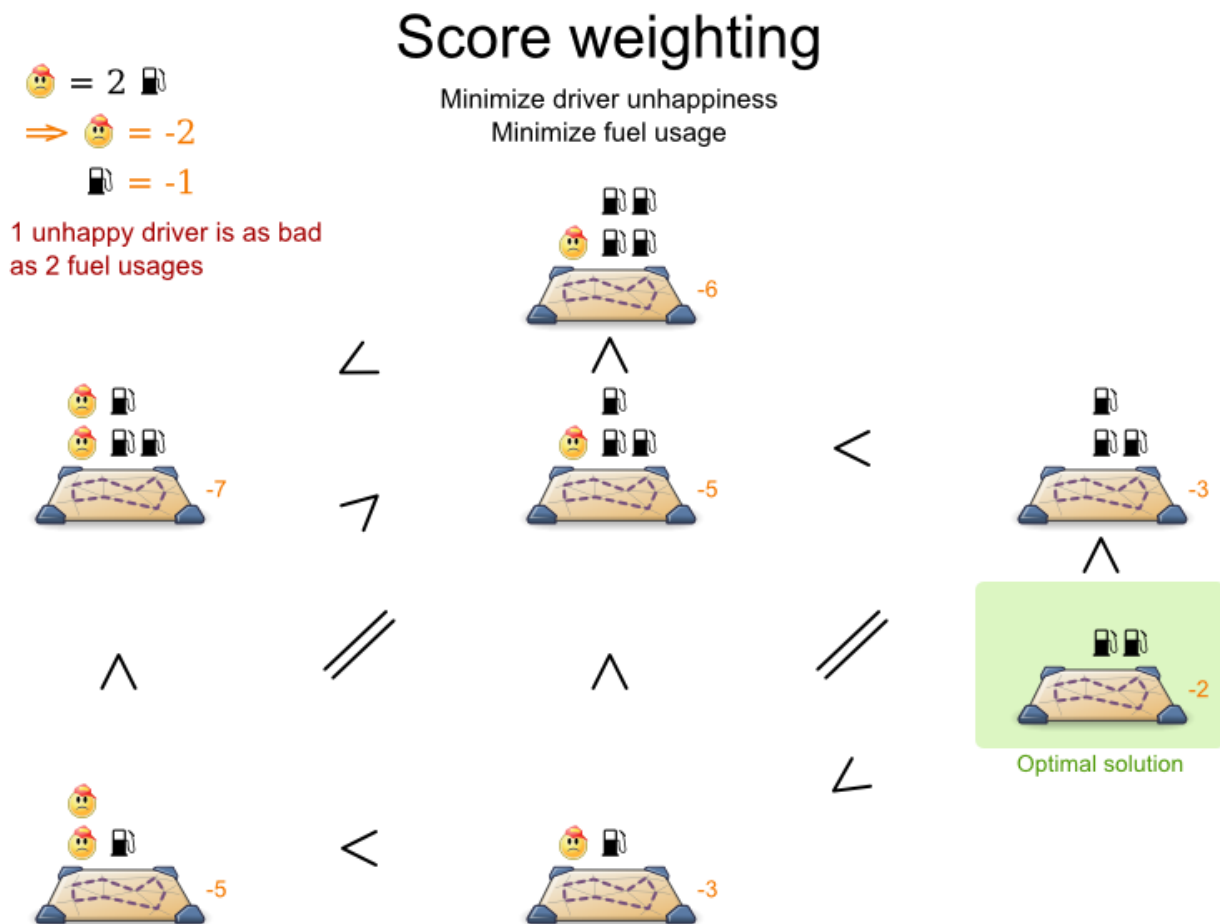 Score weighting
Minimize driver unhappiness
Minimize fuel usage
= 2
⇒ = -2
= -1
1 unhappy driver is as bad
as 2 fuel usages
-6
<
<
-7
-5
<
-3
<
<
//
<
//
<
-2
Optimal solution
<
-5
<
-3